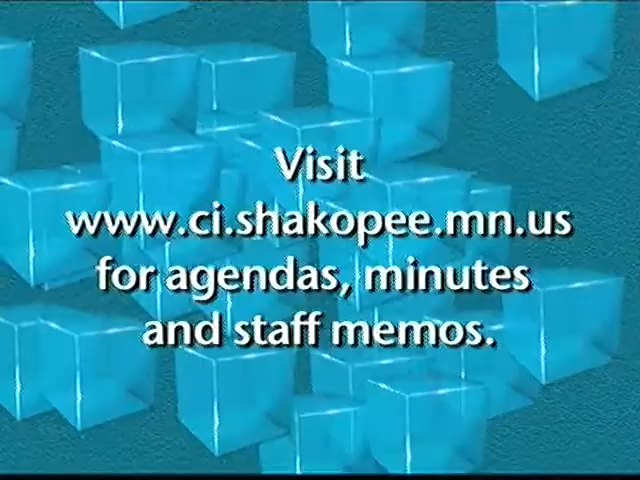 Visit
www.ci.shakopee.mn.us
for agendas, minutes
and staff memos.